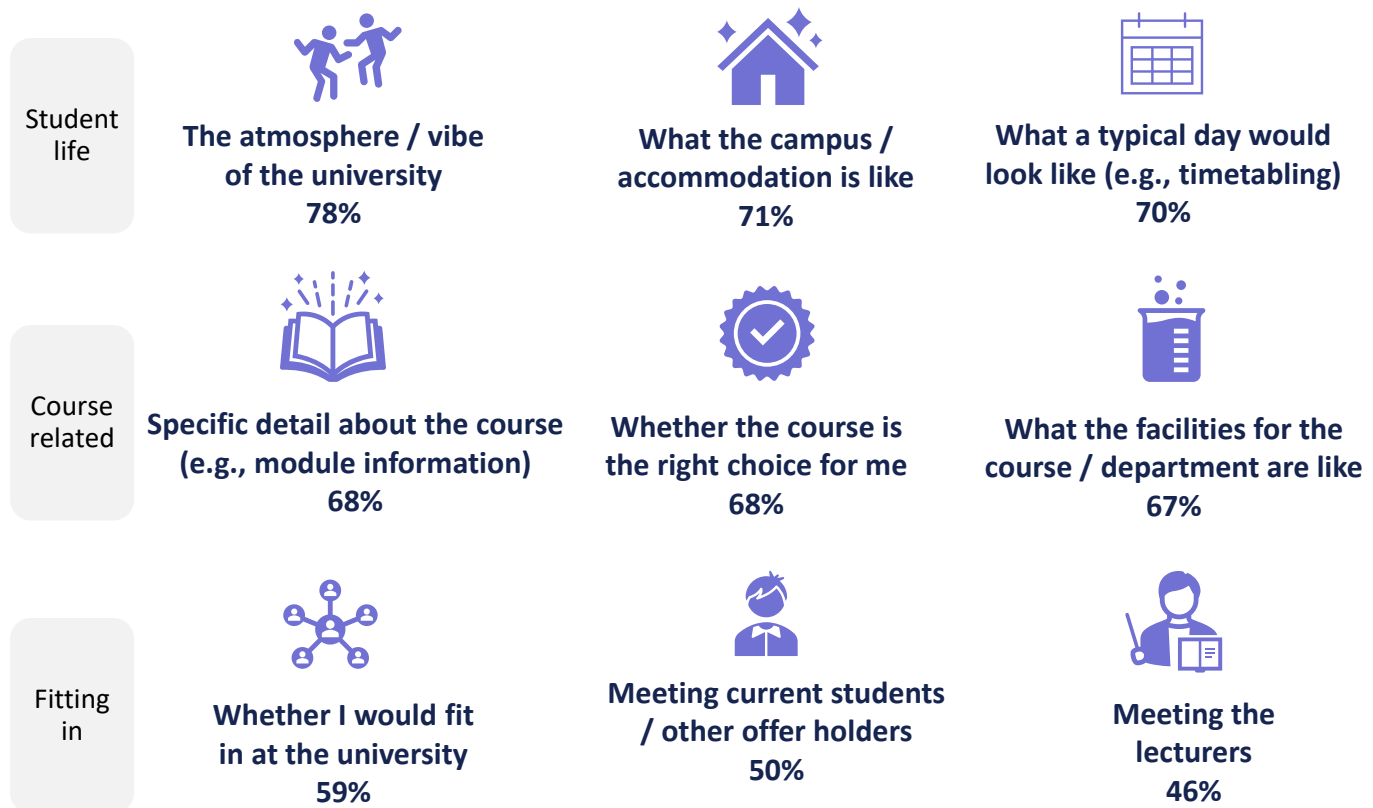 Student
life
The atmosphere / vibe
of the university
78%
What the campus /
accommodation is like
71%
What a typical day would
look like (e.g., timetabling)
70%
Course
related
Specific detail about the course
(e.g., module information)
68%
Whether the course is
the right choice for me
68%
What the facilities for the
course / department are like
67%
Fitting
in
Whether I would fit
in at the university
59%
Meeting current students
/ other offer holders
50%
Meeting the
lecturers
46%